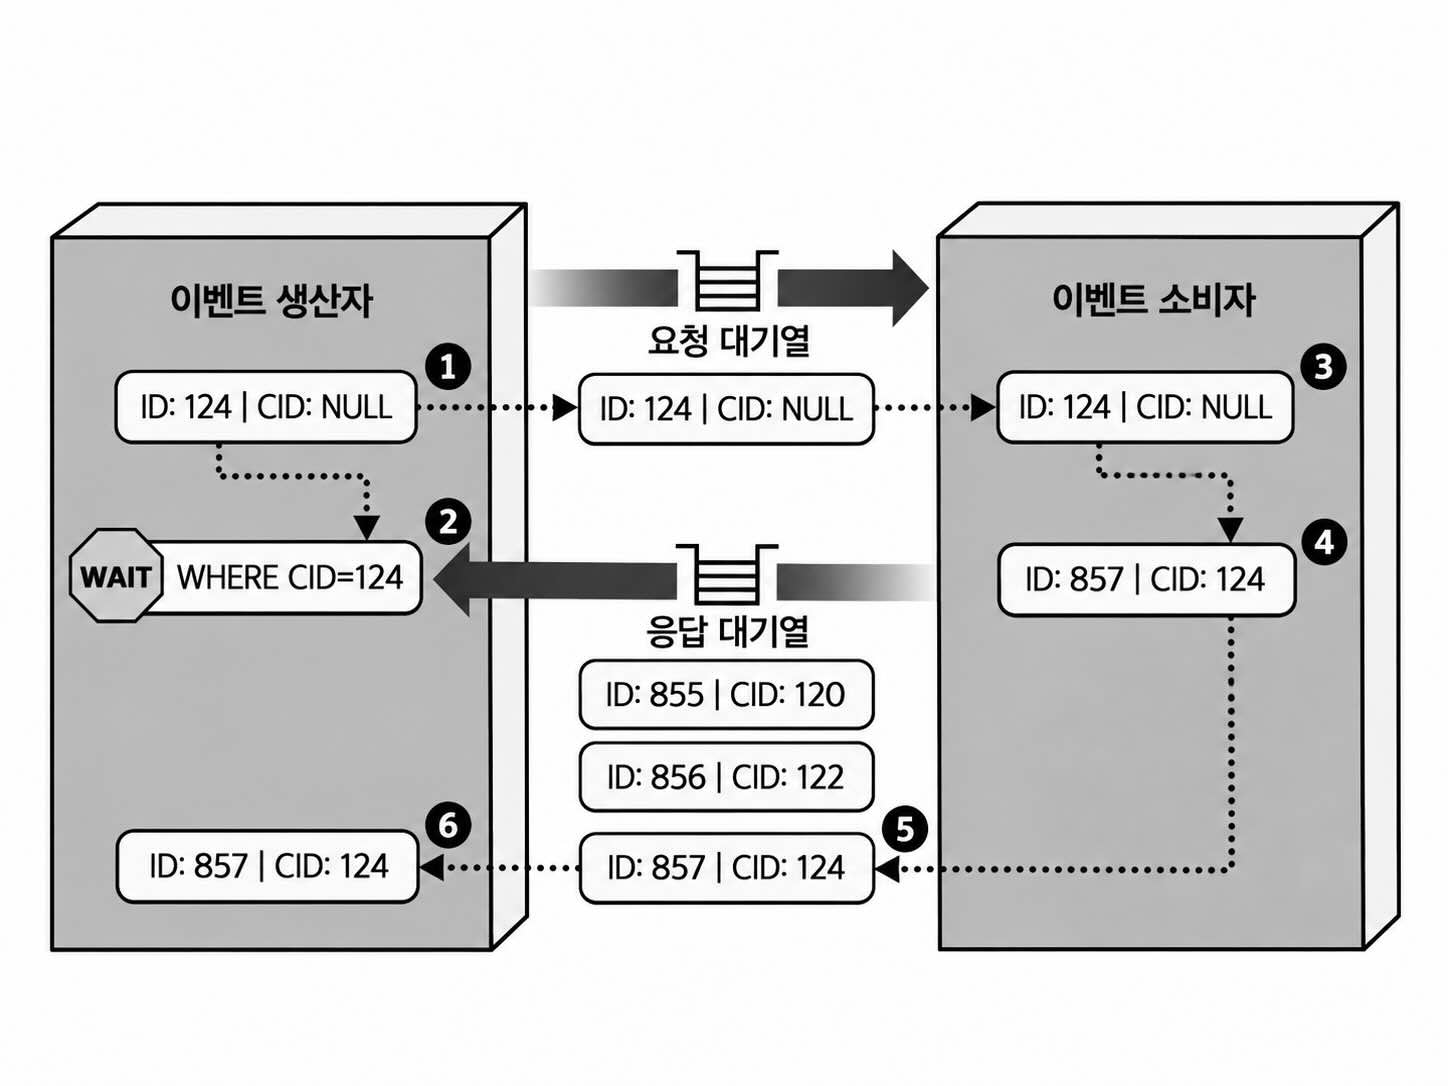 이벤트 생산자
이벤트 소비자
요청 대기열
1
3
ID: 124 | CID: NULL
ID: 124 | CID: NULL
ID: 124 | CID: NULL
2
4
WAIT
WHERE CID=124
ID: 857 | CID: 124
응답 대기열
ID: 855 | CID: 120
ID: 856 | CID: 122
6
5
ID: 857 | CID: 124
ID: 857 | CID: 124